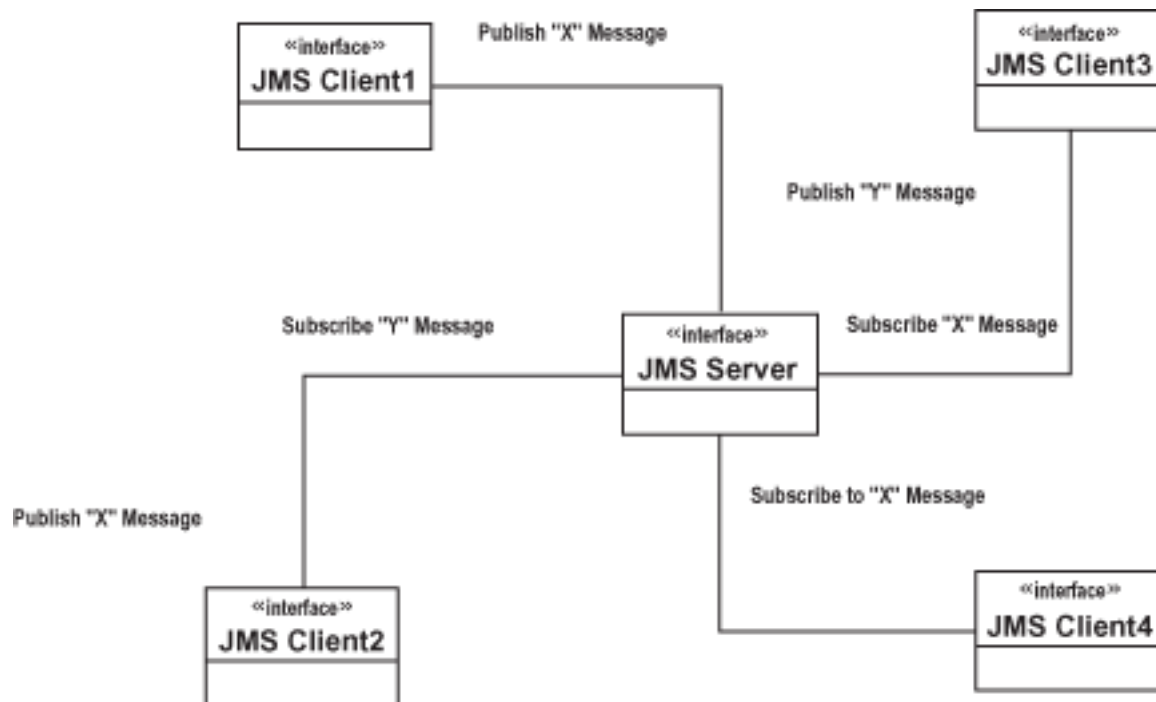 «interface»
JMS Client1
Publish "X" Message
«interface»
JMS Client3
Publish "Y" Message
Subscribe "Y" Message
«interface»
JMS Server
Subscribe "X" Message
Subscribe to "X" Message
Publish "X" Message
«interface»
JMS Client2
«interface»
JMS Client4